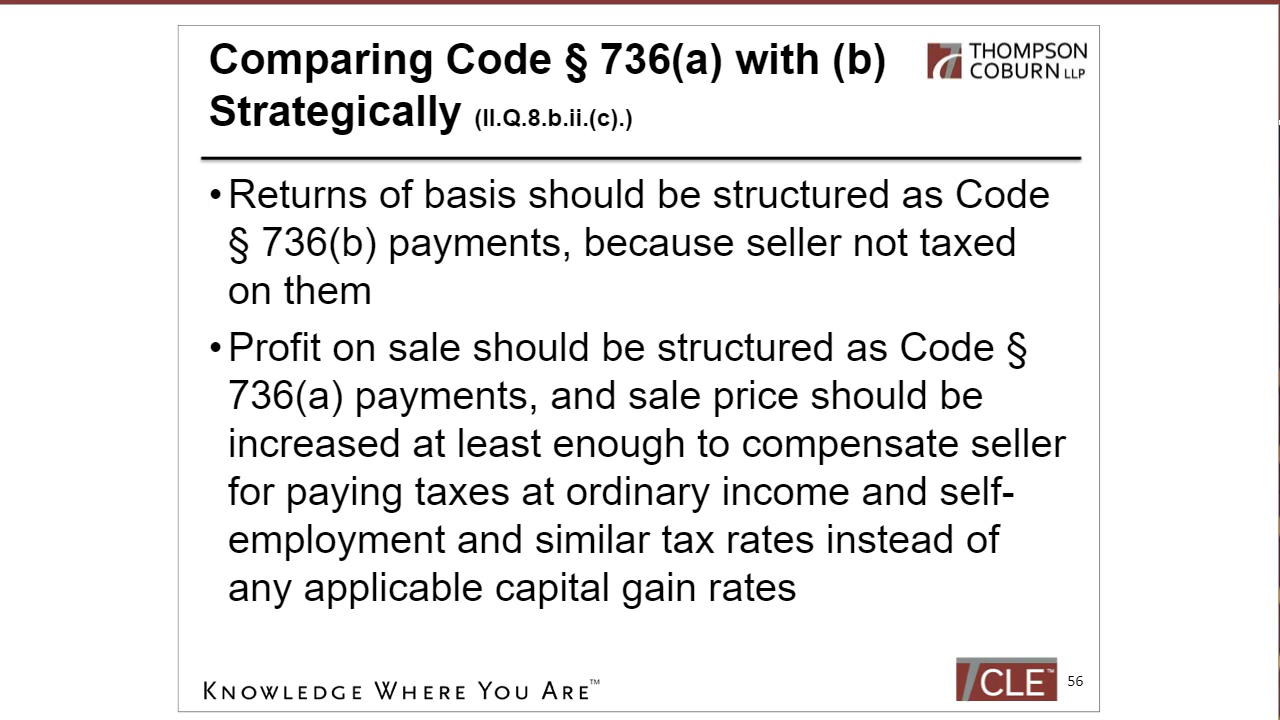 Comparing Code § 736(a) with (b)
Strategically (II.Q.8.b.ii.(c).)
THOMPSON
COBURN LLP
• Returns of basis should be structured as Code
§ 736(b) payments, because seller not taxed
on them
• Profit on sale should be structured as Code §
736(a) payments, and sale price should be
increased at least enough to compensate seller
for paying taxes at ordinary income and self-
employment and similar tax rates instead of
any applicable capital gain rates
KNOWLEDGE WHERE YOU ARE™
CLE™
56